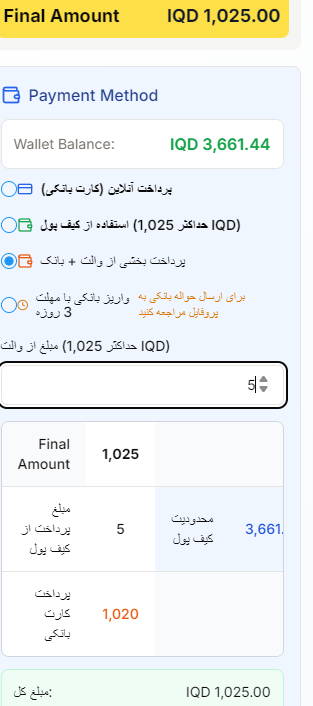 Final Amount IQD 1,025.00
Payment Method
Wallet Balance: IQD 3,661.44
پرداخت آنلاین (کارت بانکی)
استفاده از کیف پول (حداکثر 1,025 IQD)
پرداخت بخشی از والت + بانک
واریز بانکی با مهلت
3 روزه
برای ارسال حواله بانکی به
پروفایل مراجعه کنید
مبلغ از والت (حداکثر 1,025 IQD)
5
Final
Amount
1,025
مبلغ
پرداخت از
کیف پول
5
محدودیت
کیف پول
3,661.
پرداخت
کارت
بانکی
1,020
مبلغ کل: IQD 1,025.00